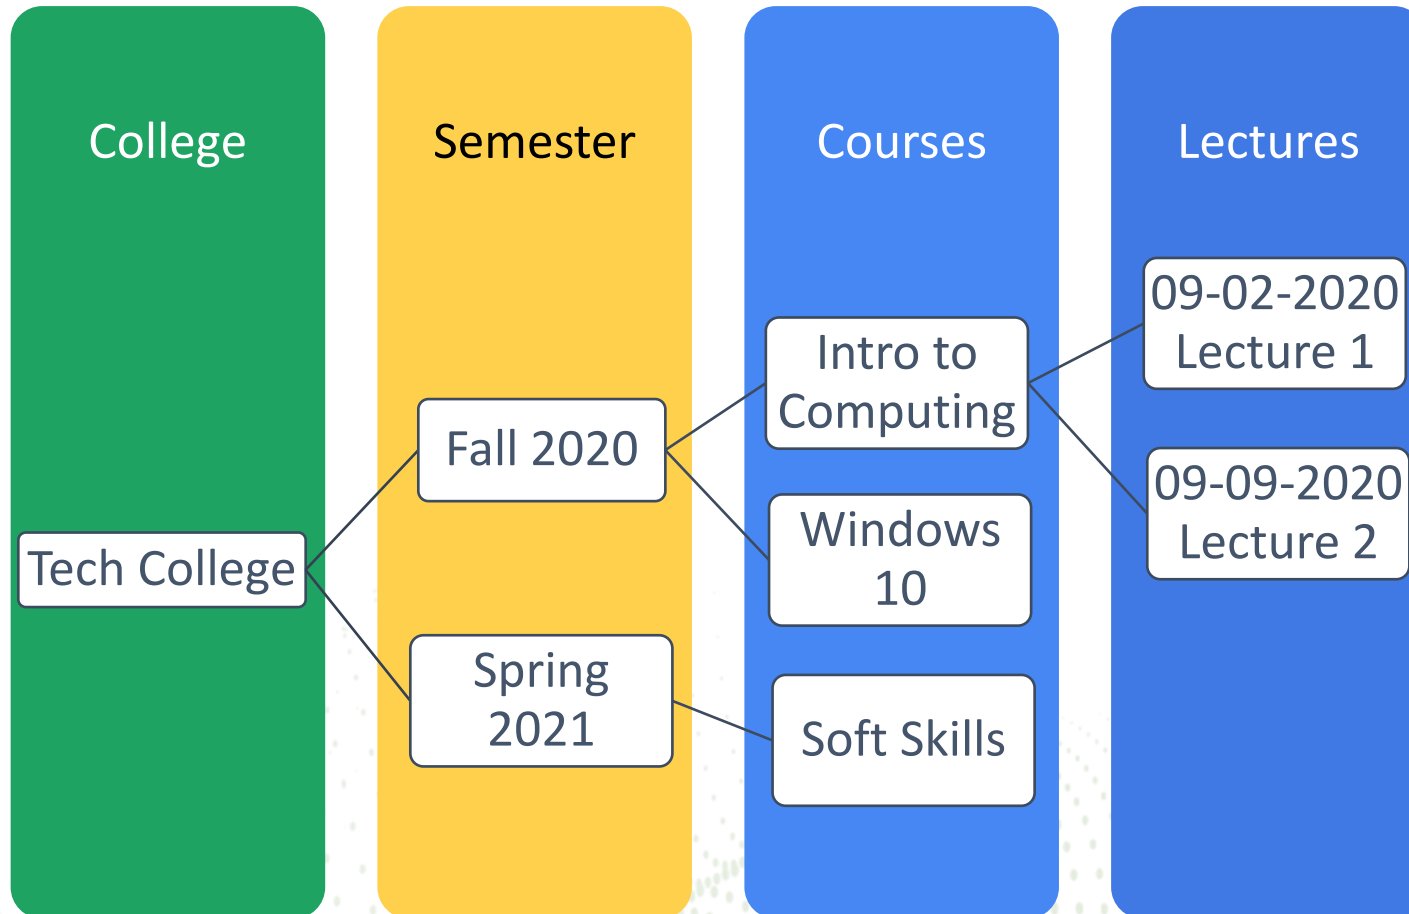 College
Semester
Courses
Lectures
Tech College
Fall 2020
Spring
2021
Intro to
Computing
Windows
10
Soft Skills
09-02-2020
Lecture 1
09-09-2020
Lecture 2